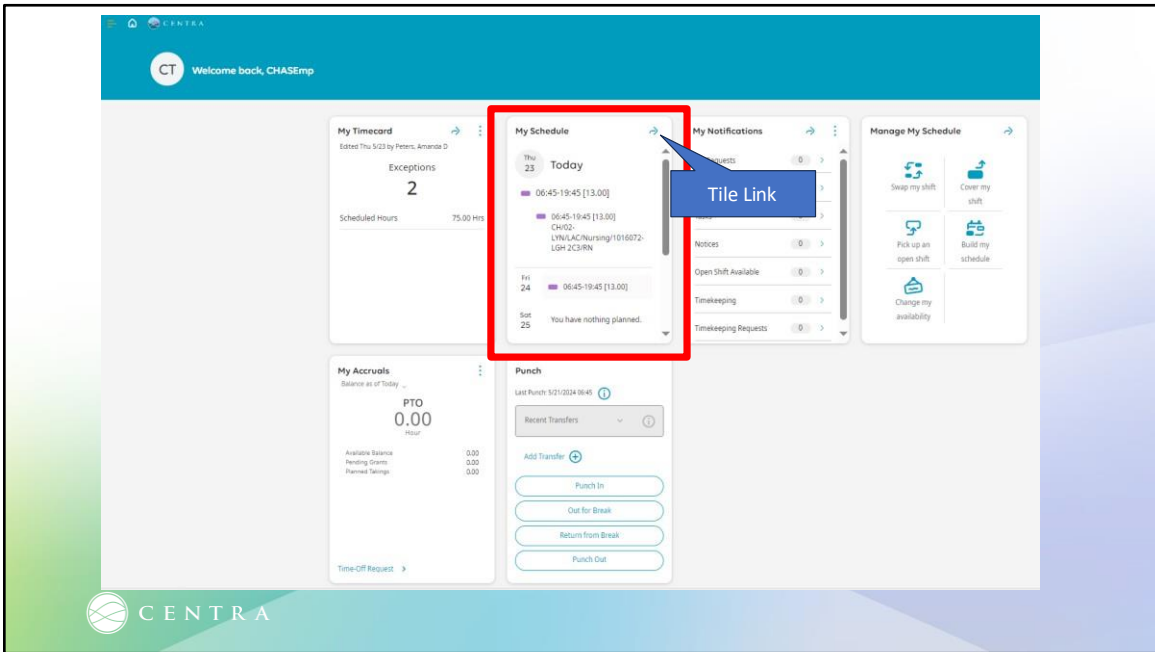 CENTRA
CT
Welcome back, CHASEmp
My Timecard
Edited Thu 5/23 by Peters, Amanda D
Exceptions
2
Scheduled Hours 75.00 Hrs
My Schedule
Thu
23
Today
06:45-19:45 [13.00]
06:45-19:45 [13.00]
CH/02-
LYN/LAC/Nursing/1016072-
LGH 2C3/RN
Fri
24
06:45-19:45 [13.00]
Sat
25
You have nothing planned.
Tile Link
My Notifications
0
Notices 0
Open Shift Available 0
Timekeeping 0
Timekeeping Requests 0
Manage My Schedule
Swap my shift
Cover my
shift
Pick up an
open shift
Build my
schedule
Change my
availability
My Accruals
Balance as of Today
PTO
0.00
Hour
Available Balance 0.00
Pending Grants 0.00
Planned Takings 0.00
Time-Off Request
Punch
Last Punch: 5/21/2024 06:45
Recent Transfers
Add Transfer
Punch In
Out for Break
Return from Break
Punch Out
CENTRA